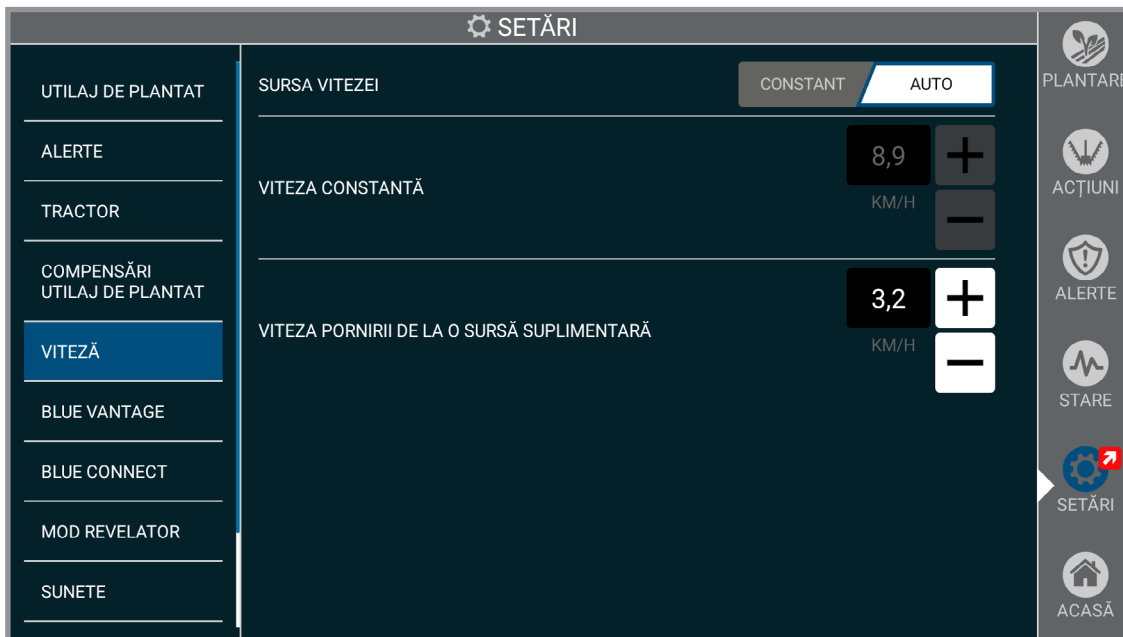 SETĂRI
UTILAJ DE PLANTAT
ALERTE
TRACTOR
COMPENSĂRI
UTILAJ DE PLANTAT
VITEZĂ
BLUE VANTAGE
BLUE CONNECT
MOD REVELATOR
SUNETE
SURSA VITEZEI
CONSTANT
AUTO
VITEZA CONSTANTĂ
8,9
KM/H
VITEZA PORNIRII DE LA O SURSĂ SUPLIMENTARĂ
3,2
KM/H
PLANTARE
ACȚIUNI
ALERTE
STARE
SETĂRI
ACASĂ